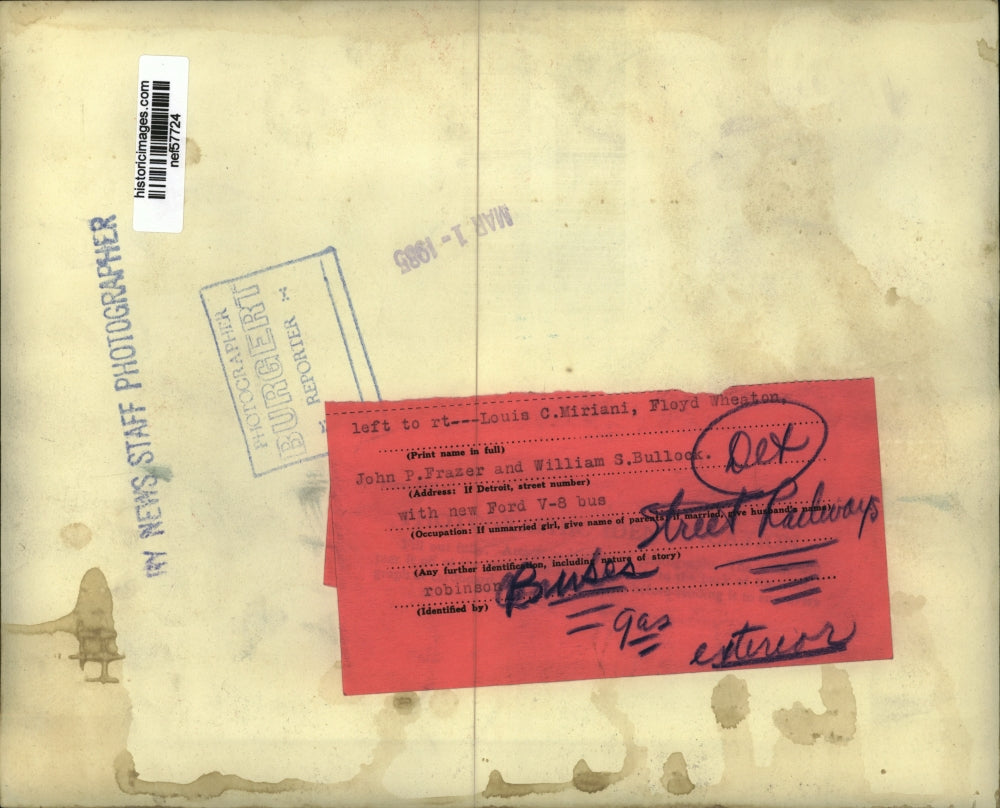 historicimages.com
nef57724
BY NEWS STAFF PHOTOGRAPHER
PHOTOGRAPHER
BURGERT
REPORTER
MAR 1 - 1985
left to rt---Louis C.Miriani, Floyd Wheaton,
(Print name in full)
John P.Frazer and William S.Bullock.
Det
(Address: If Detroit, street number)
with new Ford V-8 bus
Street Railways
(Occupation: If unmarried girl, give name of parents; if married, give husband's name)
(Any further identification, including nature of story)
robinson
Buses
(Identified by)
gas
exterior